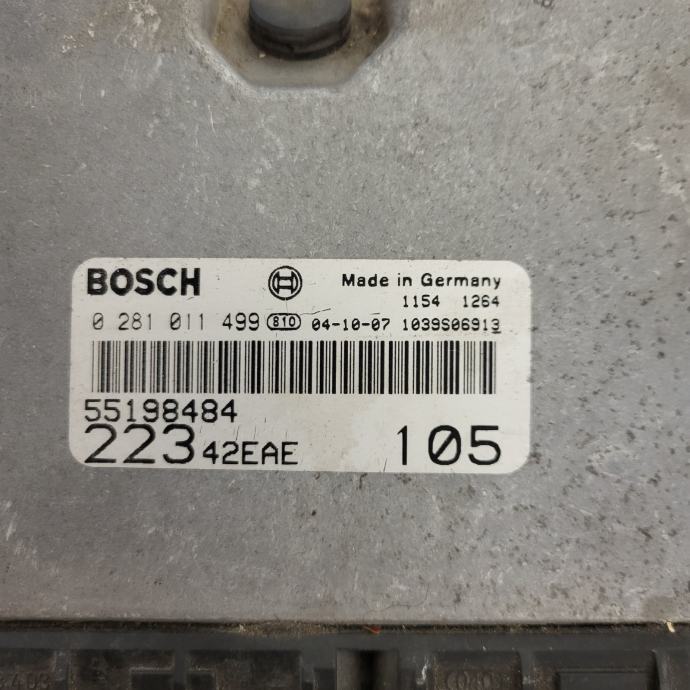 BOSCH Made in Germany
1154 1264
0 281 011 499 810 04-10-07 1039S06913
55198484
223 42EAE 105